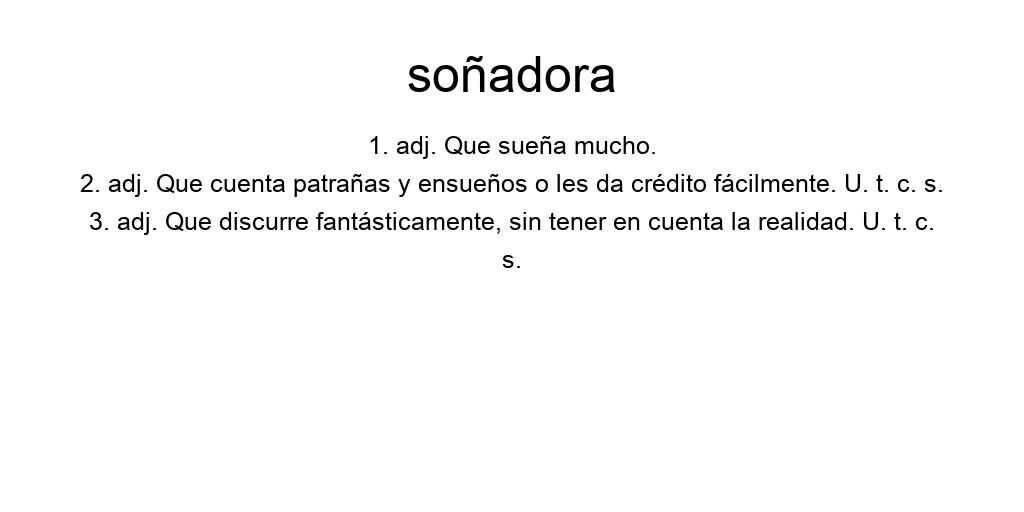 soñadora
1. adj. Que sueña mucho.
2. adj. Que cuenta patrañas y ensueños o les da crédito fácilmente. U. t. c. s.
3. adj. Que discurre fantásticamente, sin tener en cuenta la realidad. U. t. c.
s.